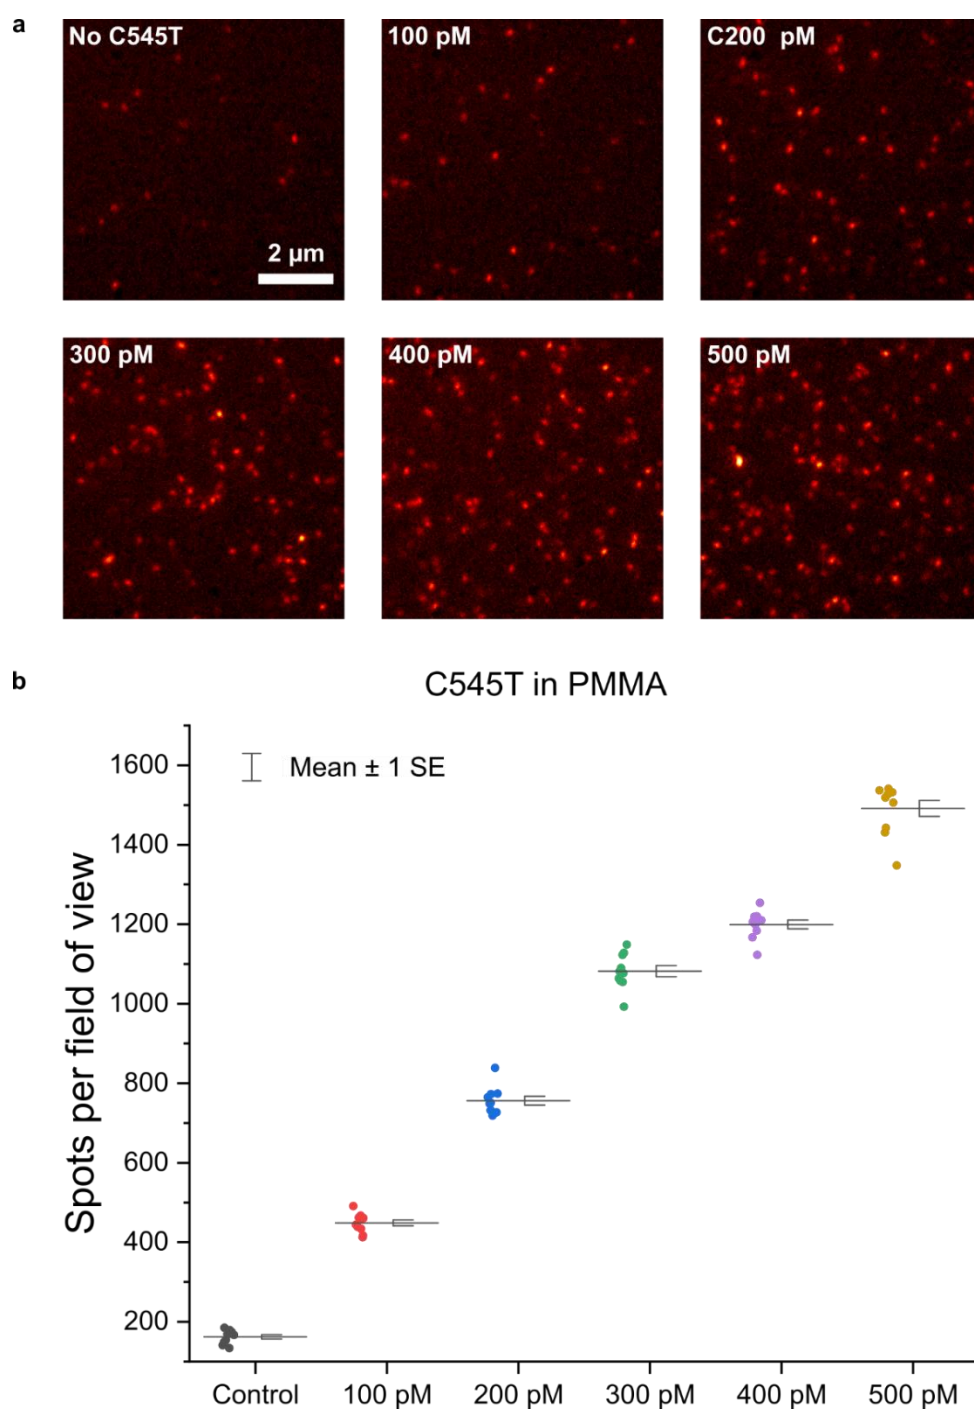 a
No C545T
100 pM
C200 pM
2 µm
300 pM
400 pM
500 pM
b
C545T in PMMA
Mean ± 1 SE
Spots per field of view
1600
1400
1200
1000
800
600
400
200
Control
100 pM
200 pM
300 pM
400 pM
500 pM